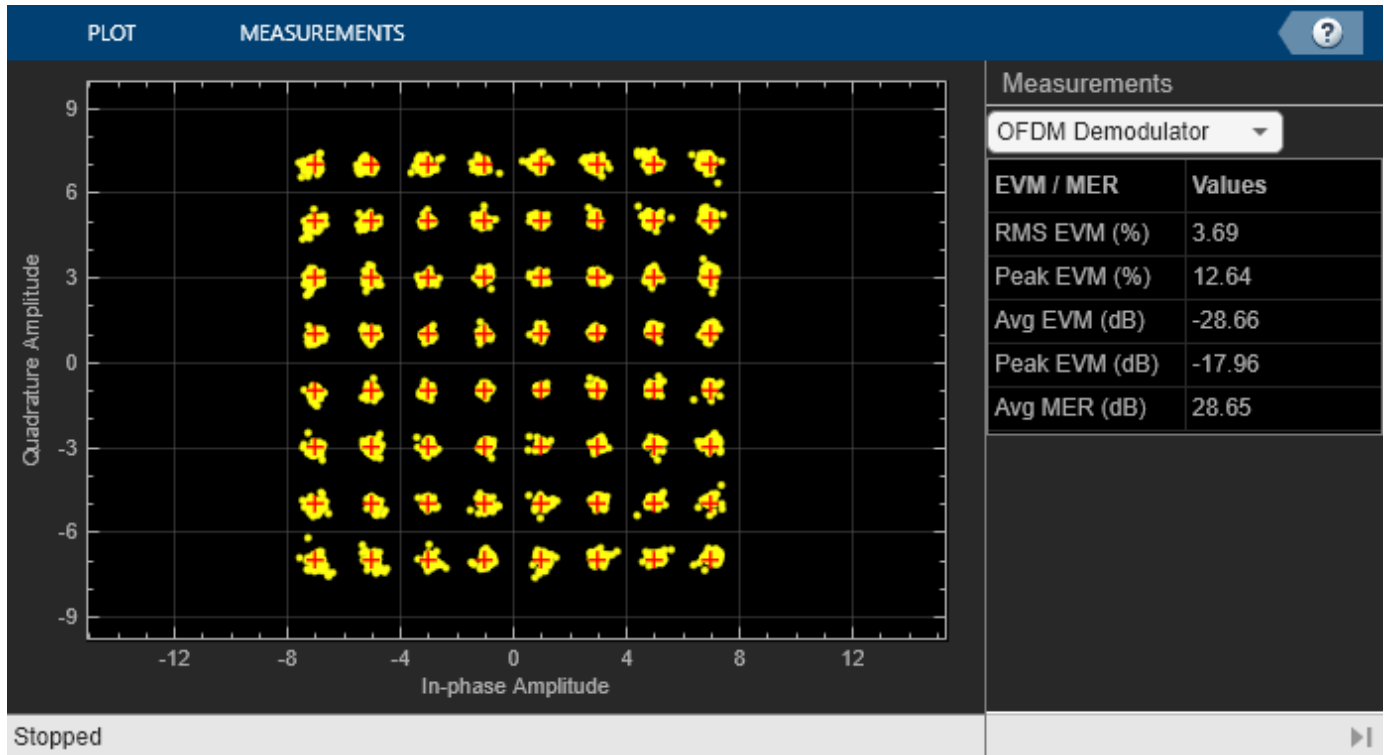 PLOT MEASUREMENTS ?
9
6
3
0
-3
-6
-9
Quadrature Amplitude
-12 -8 -4 0 4 8 12
In-phase Amplitude
Measurements
OFDM Demodulator
EVM / MER Values
RMS EVM (%) 3.69
Peak EVM (%) 12.64
Avg EVM (dB) -28.66
Peak EVM (dB) -17.96
Avg MER (dB) 28.65
Stopped